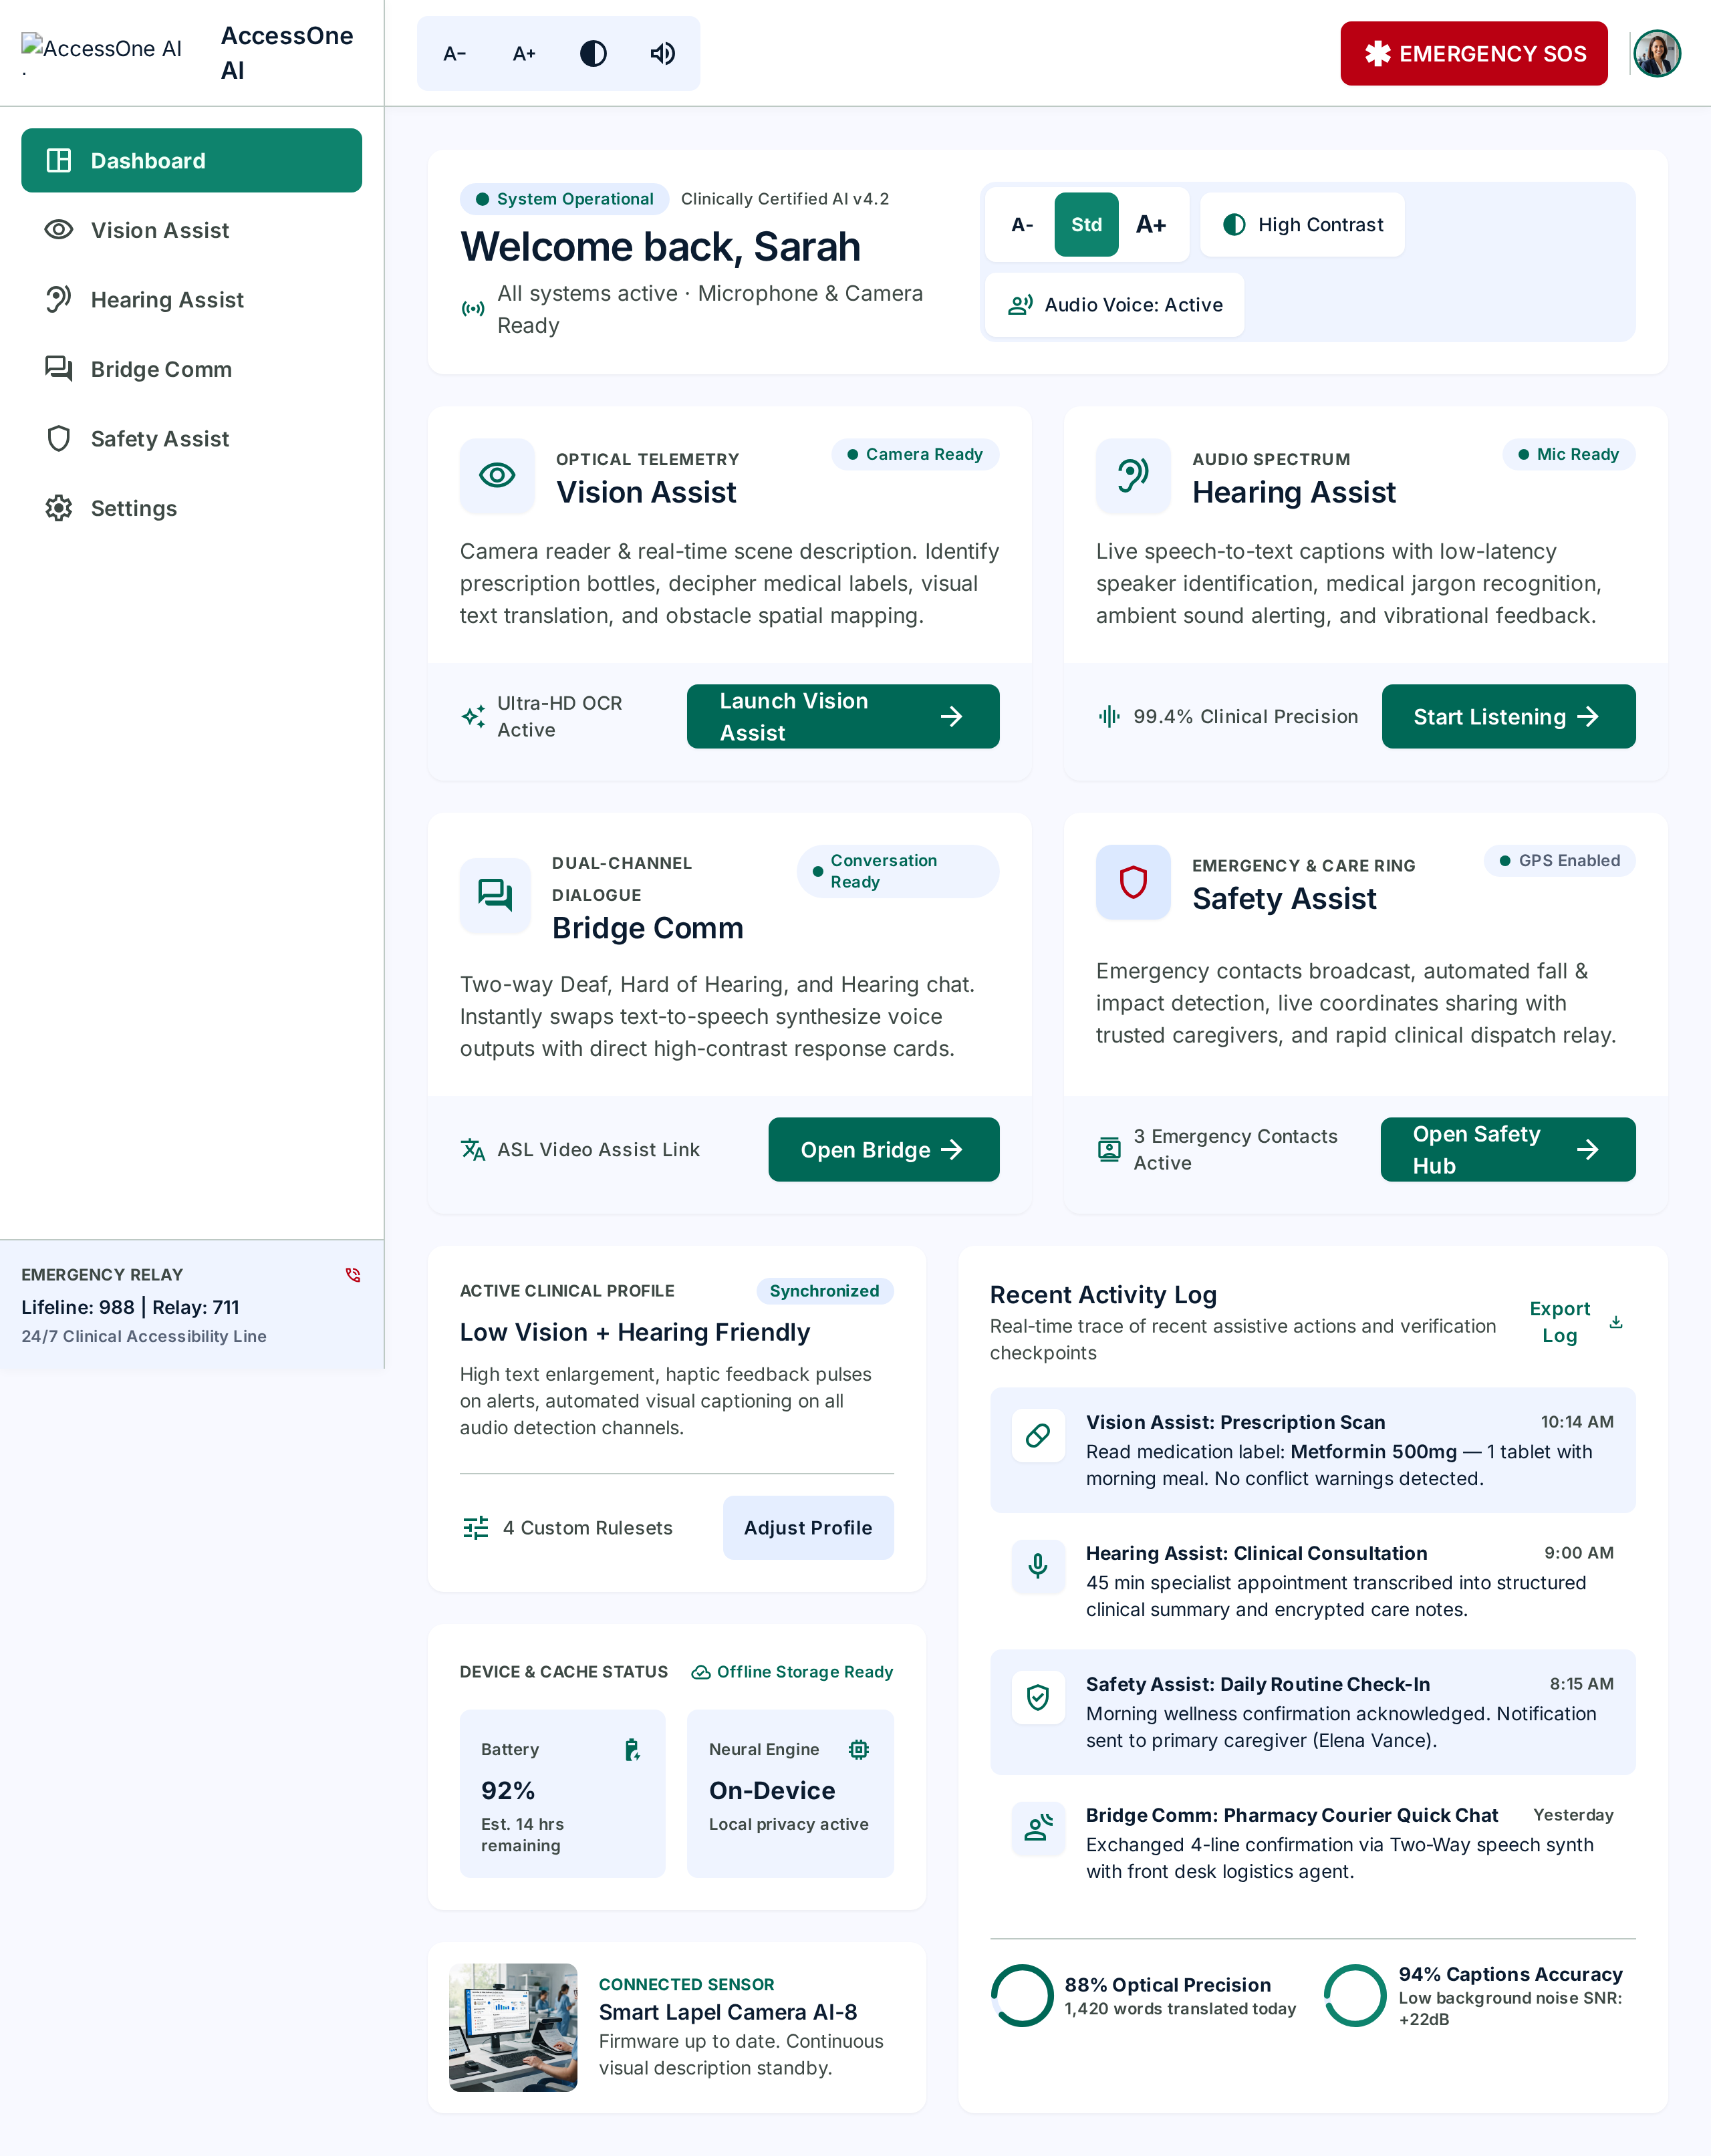 AccessOne AI
AccessOne
AI
A−
A+
EMERGENCY SOS
Dashboard
Vision Assist
Hearing Assist
Bridge Comm
Safety Assist
Settings
EMERGENCY RELAY
Lifeline: 988 | Relay: 711
24/7 Clinical Accessibility Line
System Operational
Clinically Certified AI v4.2
Welcome back, Sarah
All systems active · Microphone & Camera
Ready
A-
Std
A+
High Contrast
Audio Voice: Active
OPTICAL TELEMETRY
Vision Assist
Camera Ready
Camera reader & real-time scene description. Identify
prescription bottles, decipher medical labels, visual
text translation, and obstacle spatial mapping.
Ultra-HD OCR
Active
Launch Vision
Assist
AUDIO SPECTRUM
Hearing Assist
Mic Ready
Live speech-to-text captions with low-latency
speaker identification, medical jargon recognition,
ambient sound alerting, and vibrational feedback.
99.4% Clinical Precision
Start Listening
DUAL-CHANNEL
DIALOGUE
Bridge Comm
Conversation
Ready
Two-way Deaf, Hard of Hearing, and Hearing chat.
Instantly swaps text-to-speech synthesize voice
outputs with direct high-contrast response cards.
ASL Video Assist Link
Open Bridge
EMERGENCY & CARE RING
Safety Assist
GPS Enabled
Emergency contacts broadcast, automated fall &
impact detection, live coordinates sharing with
trusted caregivers, and rapid clinical dispatch relay.
3 Emergency Contacts
Active
Open Safety
Hub
ACTIVE CLINICAL PROFILE
Synchronized
Low Vision + Hearing Friendly
High text enlargement, haptic feedback pulses
on alerts, automated visual captioning on all
audio detection channels.
4 Custom Rulesets
Adjust Profile
DEVICE & CACHE STATUS
Offline Storage Ready
Battery
92%
Est. 14 hrs
remaining
Neural Engine
On-Device
Local privacy active
CONNECTED SENSOR
Smart Lapel Camera AI-8
Firmware up to date. Continuous
visual description standby.
Recent Activity Log
Real-time trace of recent assistive actions and verification
checkpoints
Export
Log
Vision Assist: Prescription Scan
10:14 AM
Read medication label: Metformin 500mg — 1 tablet with
morning meal. No conflict warnings detected.
Hearing Assist: Clinical Consultation
9:00 AM
45 min specialist appointment transcribed into structured
clinical summary and encrypted care notes.
Safety Assist: Daily Routine Check-In
8:15 AM
Morning wellness confirmation acknowledged. Notification
sent to primary caregiver (Elena Vance).
Bridge Comm: Pharmacy Courier Quick Chat
Yesterday
Exchanged 4-line confirmation via Two-Way speech synth
with front desk logistics agent.
88% Optical Precision
1,420 words translated today
94% Captions Accuracy
Low background noise SNR:
+22dB